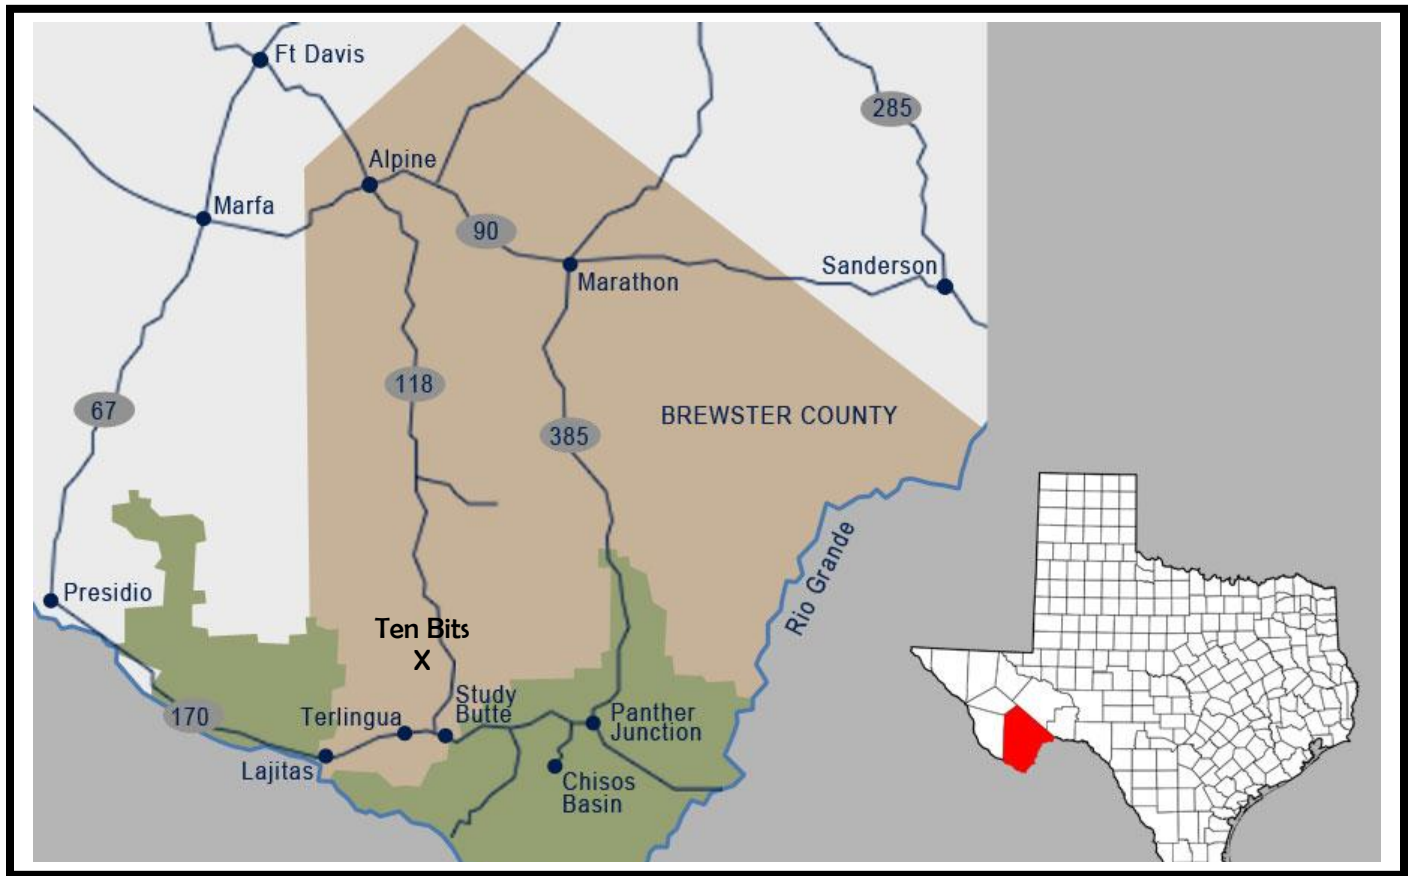 Ft Davis
285
Alpine
Marfa
90
Sanderson
Marathon
118
67
BREWSTER COUNTY
385
Rio Grande
Presidio
Ten Bits
X
Study
Butte
170
Terlingua
Panther
Junction
Lajitas
Chisos
Basin